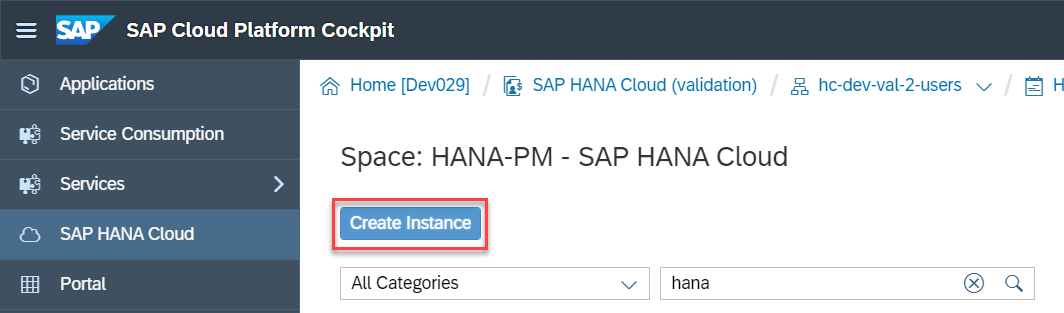 SAP SAP Cloud Platform Cockpit
Applications
Service Consumption
Services
SAP HANA Cloud
Portal
Home [Dev029] / SAP HANA Cloud (validation) / hc-dev-val-2-users / H
Space: HANA-PM - SAP HANA Cloud
Create Instance
All Categories
hana